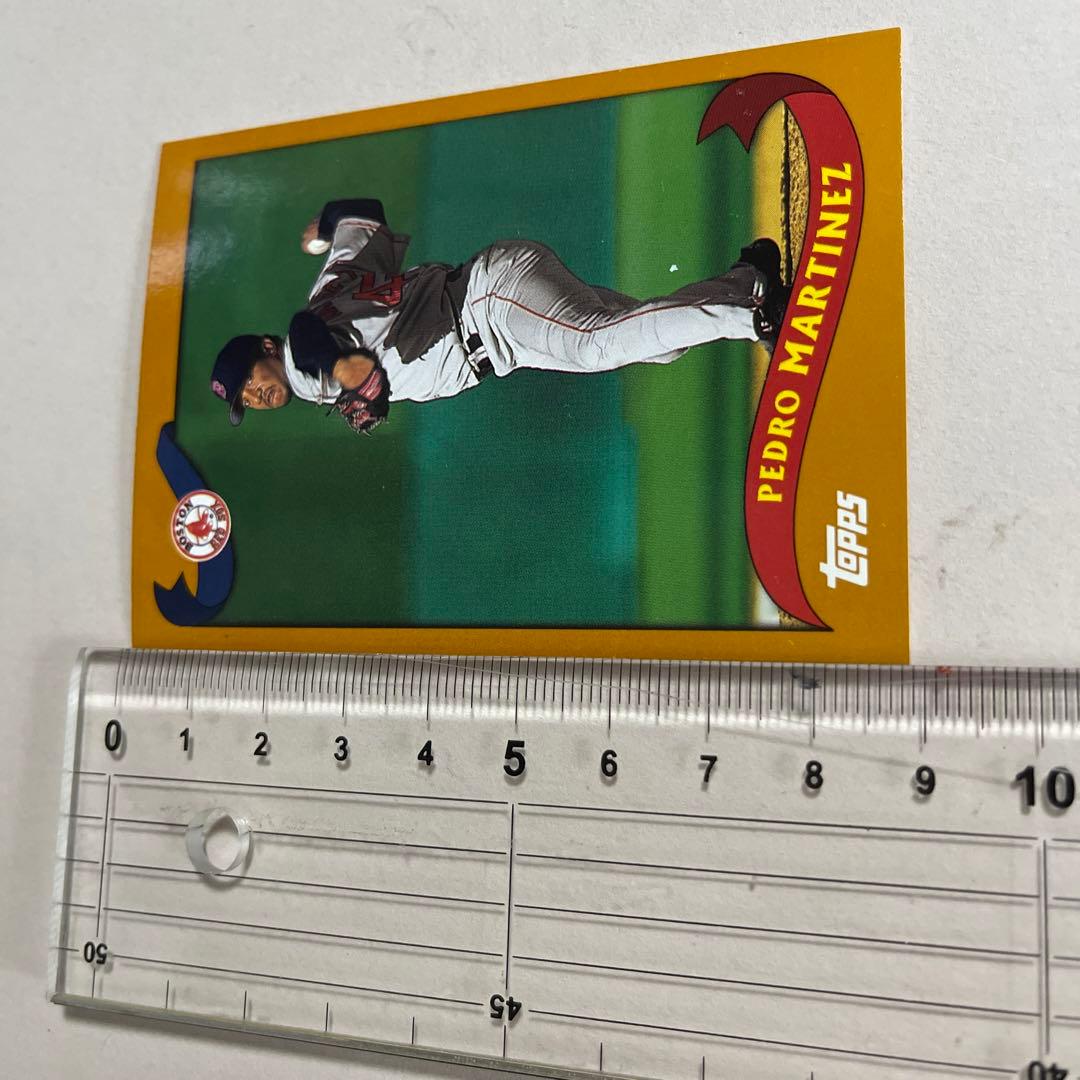 BOSTON
RED SOX
PEDRO MARTINEZ
topps
0 1 2 3 4 5 6 7 8 9 10
50 45 40